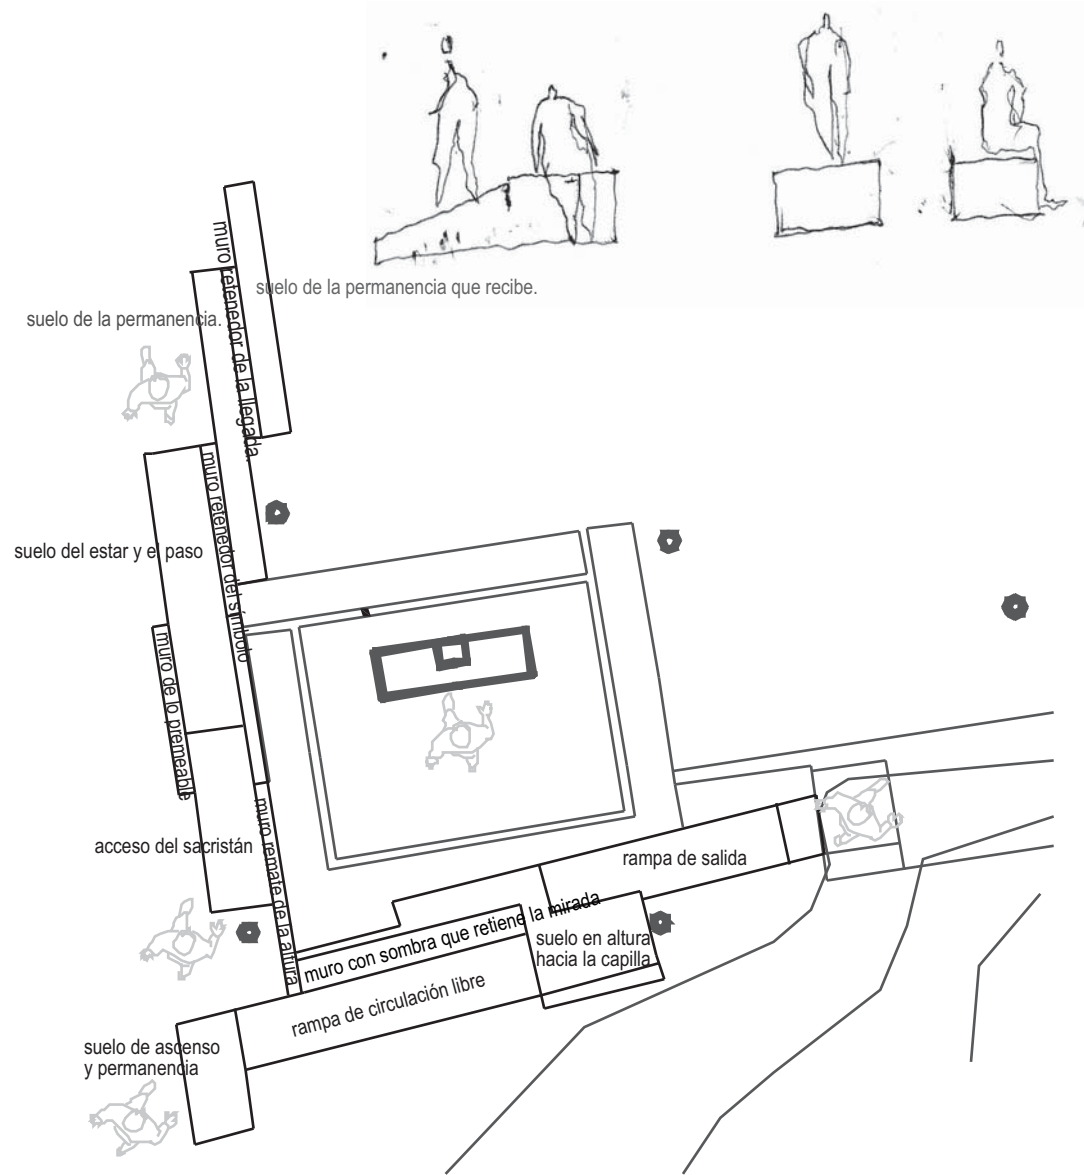 suelo de la permanencia que recibe.
suelo de la permanencia.
muro retenedor de la llegada.
muro retenedor del símbolo
suelo del estar y el paso
muro de lo premeable
acceso del sacristán
muro remate de la altura
rampa de salida
muro con sombra que retiene la mirada
suelo en altura
hacia la capilla
rampa de circulación libre
suelo de ascenso
y permanencia